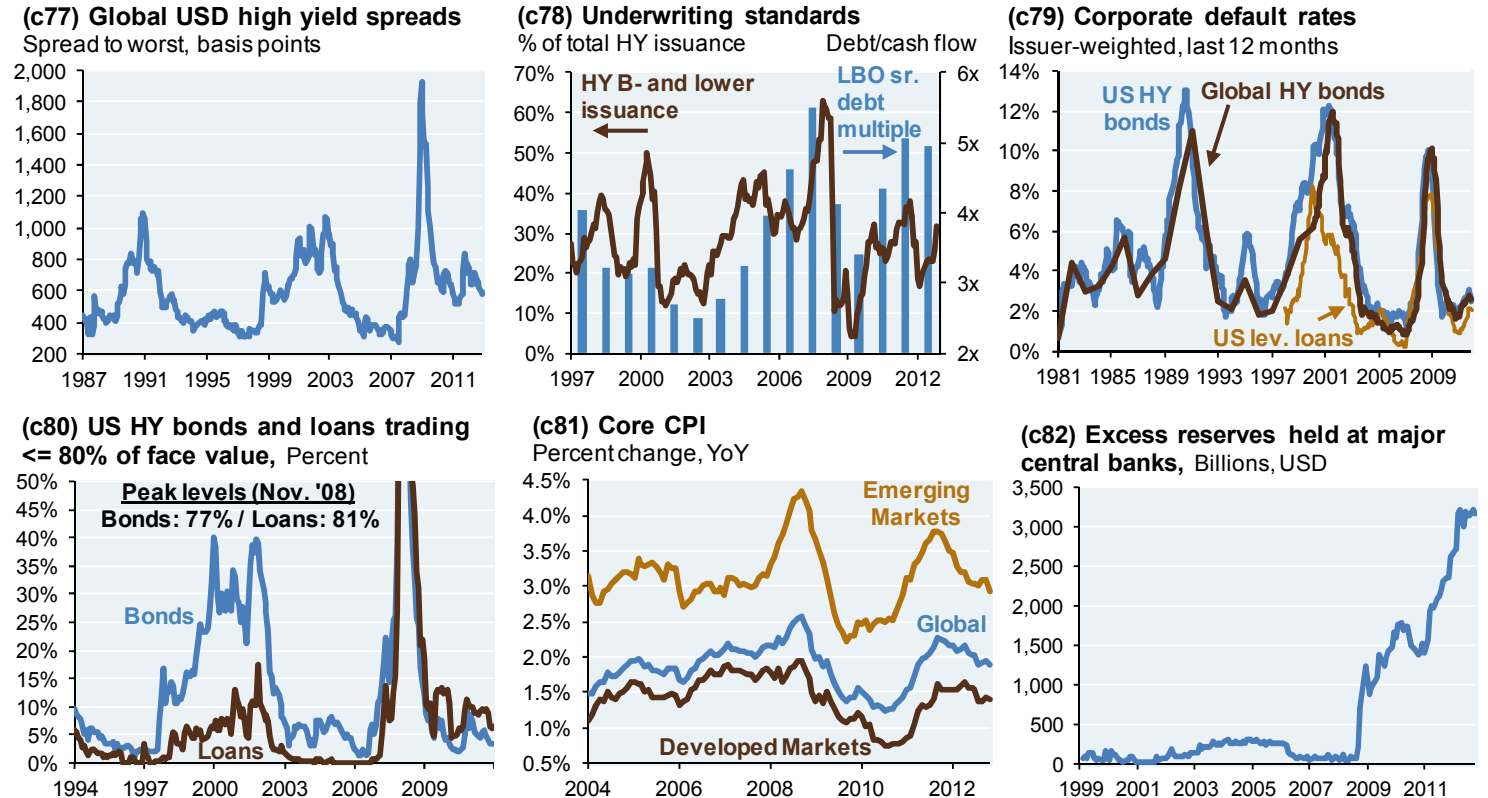 (c77) Global USD high yield spreads
Spread to worst, basis points
2,000
1,800
1,600
1,400
1,200
1,000
800
600
400
200
1987 1991 1995 1999 2003 2007 2011
(c78) Underwriting standards
% of total HY issuance Debt/cash flow
70%
60%
50%
40%
30%
20%
10%
0%
HY B- and lower
issuance
LBO sr.
debt
multiple
6x
5x
4x
3x
2x
1997 2000 2003 2006 2009 2012
(c79) Corporate default rates
Issuer-weighted, last 12 months
14%
12%
10%
8%
6%
4%
2%
0%
US HY
bonds
Global HY bonds
US lev. loans
1981 1985 1989 1993 1997 2001 2005 2009
(c80) US HY bonds and loans trading
<= 80% of face value, Percent
50%
45%
40%
35%
30%
25%
20%
15%
10%
5%
0%
Peak levels (Nov. '08)
Bonds: 77% / Loans: 81%
Bonds
Loans
1994 1997 2000 2003 2006 2009
(c81) Core CPI
Percent change, YoY
4.5%
4.0%
3.5%
3.0%
2.5%
2.0%
1.5%
1.0%
0.5%
Emerging
Markets
Global
Developed Markets
2004 2006 2008 2010 2012
(c82) Excess reserves held at major
central banks, Billions, USD
3,500
3,000
2,500
2,000
1,500
1,000
500
0
1999 2001 2003 2005 2007 2009 2011